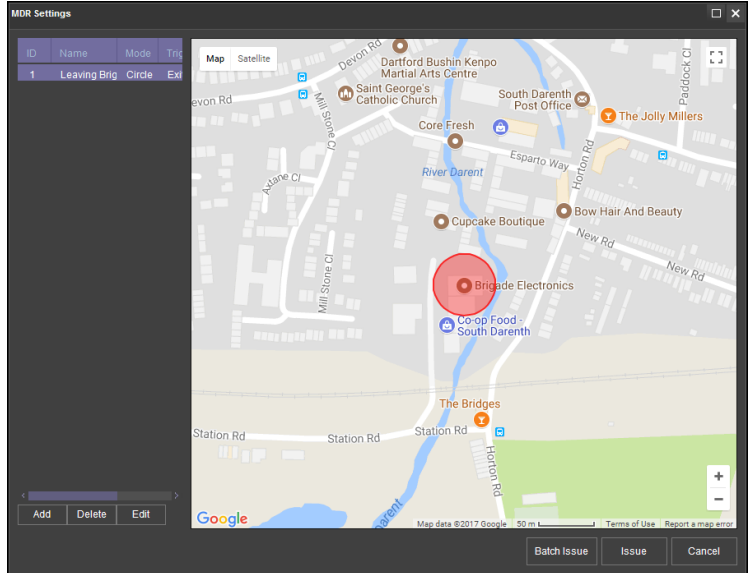 MDR Settings
ID Name Mode Trig
1 Leaving Brig Circle Exi
Map Satellite
Devon Rd
Dartford Bushin Kenpo
Martial Arts Centre
Saint George's
Catholic Church
South Darenth
Post Office
Paddock Cl
evon Rd
Mill Stone Cl
The Jolly Millers
Core Fresh
Esparto Way
Horton Rd
River Darent
Axtane Cl
Cupcake Boutique
Bow Hair And Beauty
New Rd
New Rd
Mill Stone Cl
Brigade Electronics
Co-op Food -
South Darenth
The Bridges
Station Rd
Station Rd
Station Rd
Horton Rd
parent
Add Delete Edit
Google
Map data ©2017 Google 50 m Terms of Use Report a map error
Batch Issue Issue Cancel